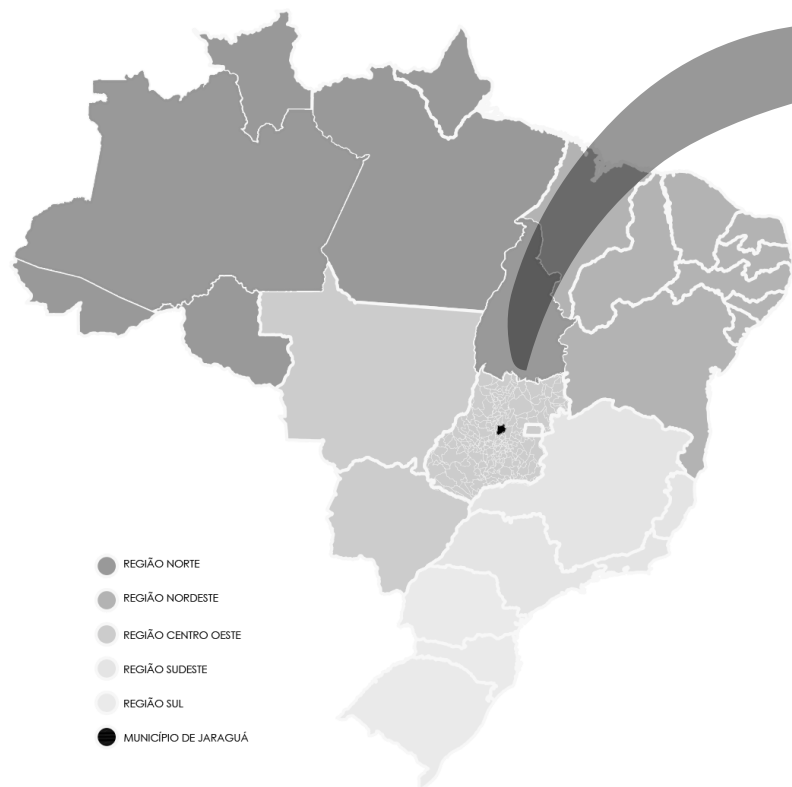 REGIÃO NORTE
REGIÃO NORDESTE
REGIÃO CENTRO OESTE
REGIÃO SUDESTE
REGIÃO SUL
MUNICÍPIO DE JARAGUÁ